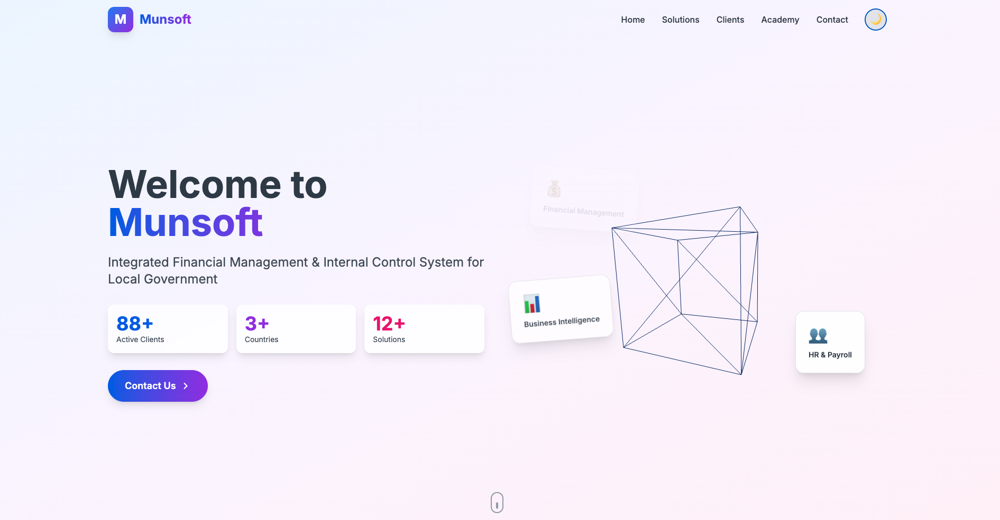 M Munsoft
Home Solutions Clients Academy Contact
Welcome to
Munsoft
Integrated Financial Management & Internal Control System for
Local Government
88+
Active Clients
3+
Countries
12+
Solutions
Contact Us
Financial Management
Business Intelligence
HR & Payroll